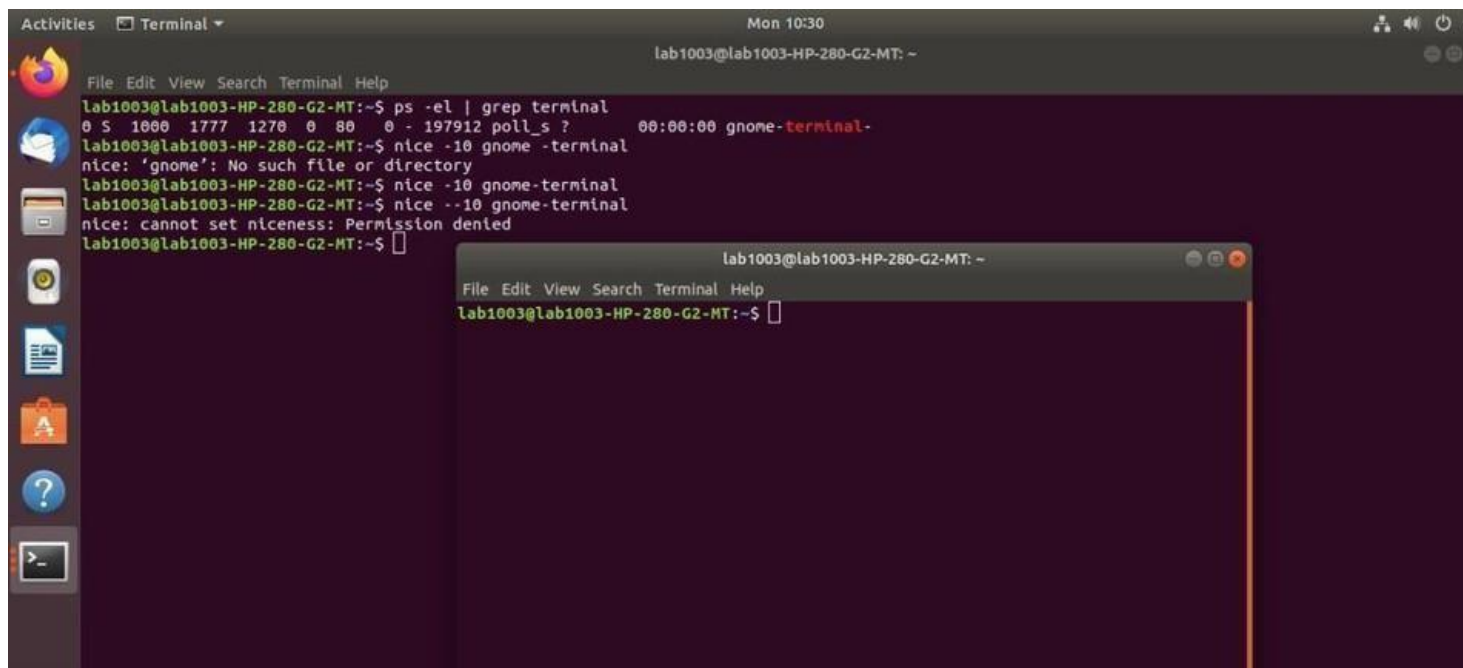 Activities Terminal Mon 10:30
lab1003@lab1003-HP-280-G2-MT: ~
File Edit View Search Terminal Help
lab1003@lab1003-HP-280-G2-MT:~$ ps -el | grep terminal
0 S 1000 1777 1270 0 80 0 - 197912 poll_s ? 00:00:00 gnome-terminal-
lab1003@lab1003-HP-280-G2-MT:~$ nice -10 gnome -terminal
nice: ‘gnome’: No such file or directory
lab1003@lab1003-HP-280-G2-MT:~$ nice -10 gnome-terminal
lab1003@lab1003-HP-280-G2-MT:~$ nice --10 gnome-terminal
nice: cannot set niceness: Permission denied
lab1003@lab1003-HP-280-G2-MT:~$
lab1003@lab1003-HP-280-G2-MT: ~
File Edit View Search Terminal Help
lab1003@lab1003-HP-280-G2-MT:~$